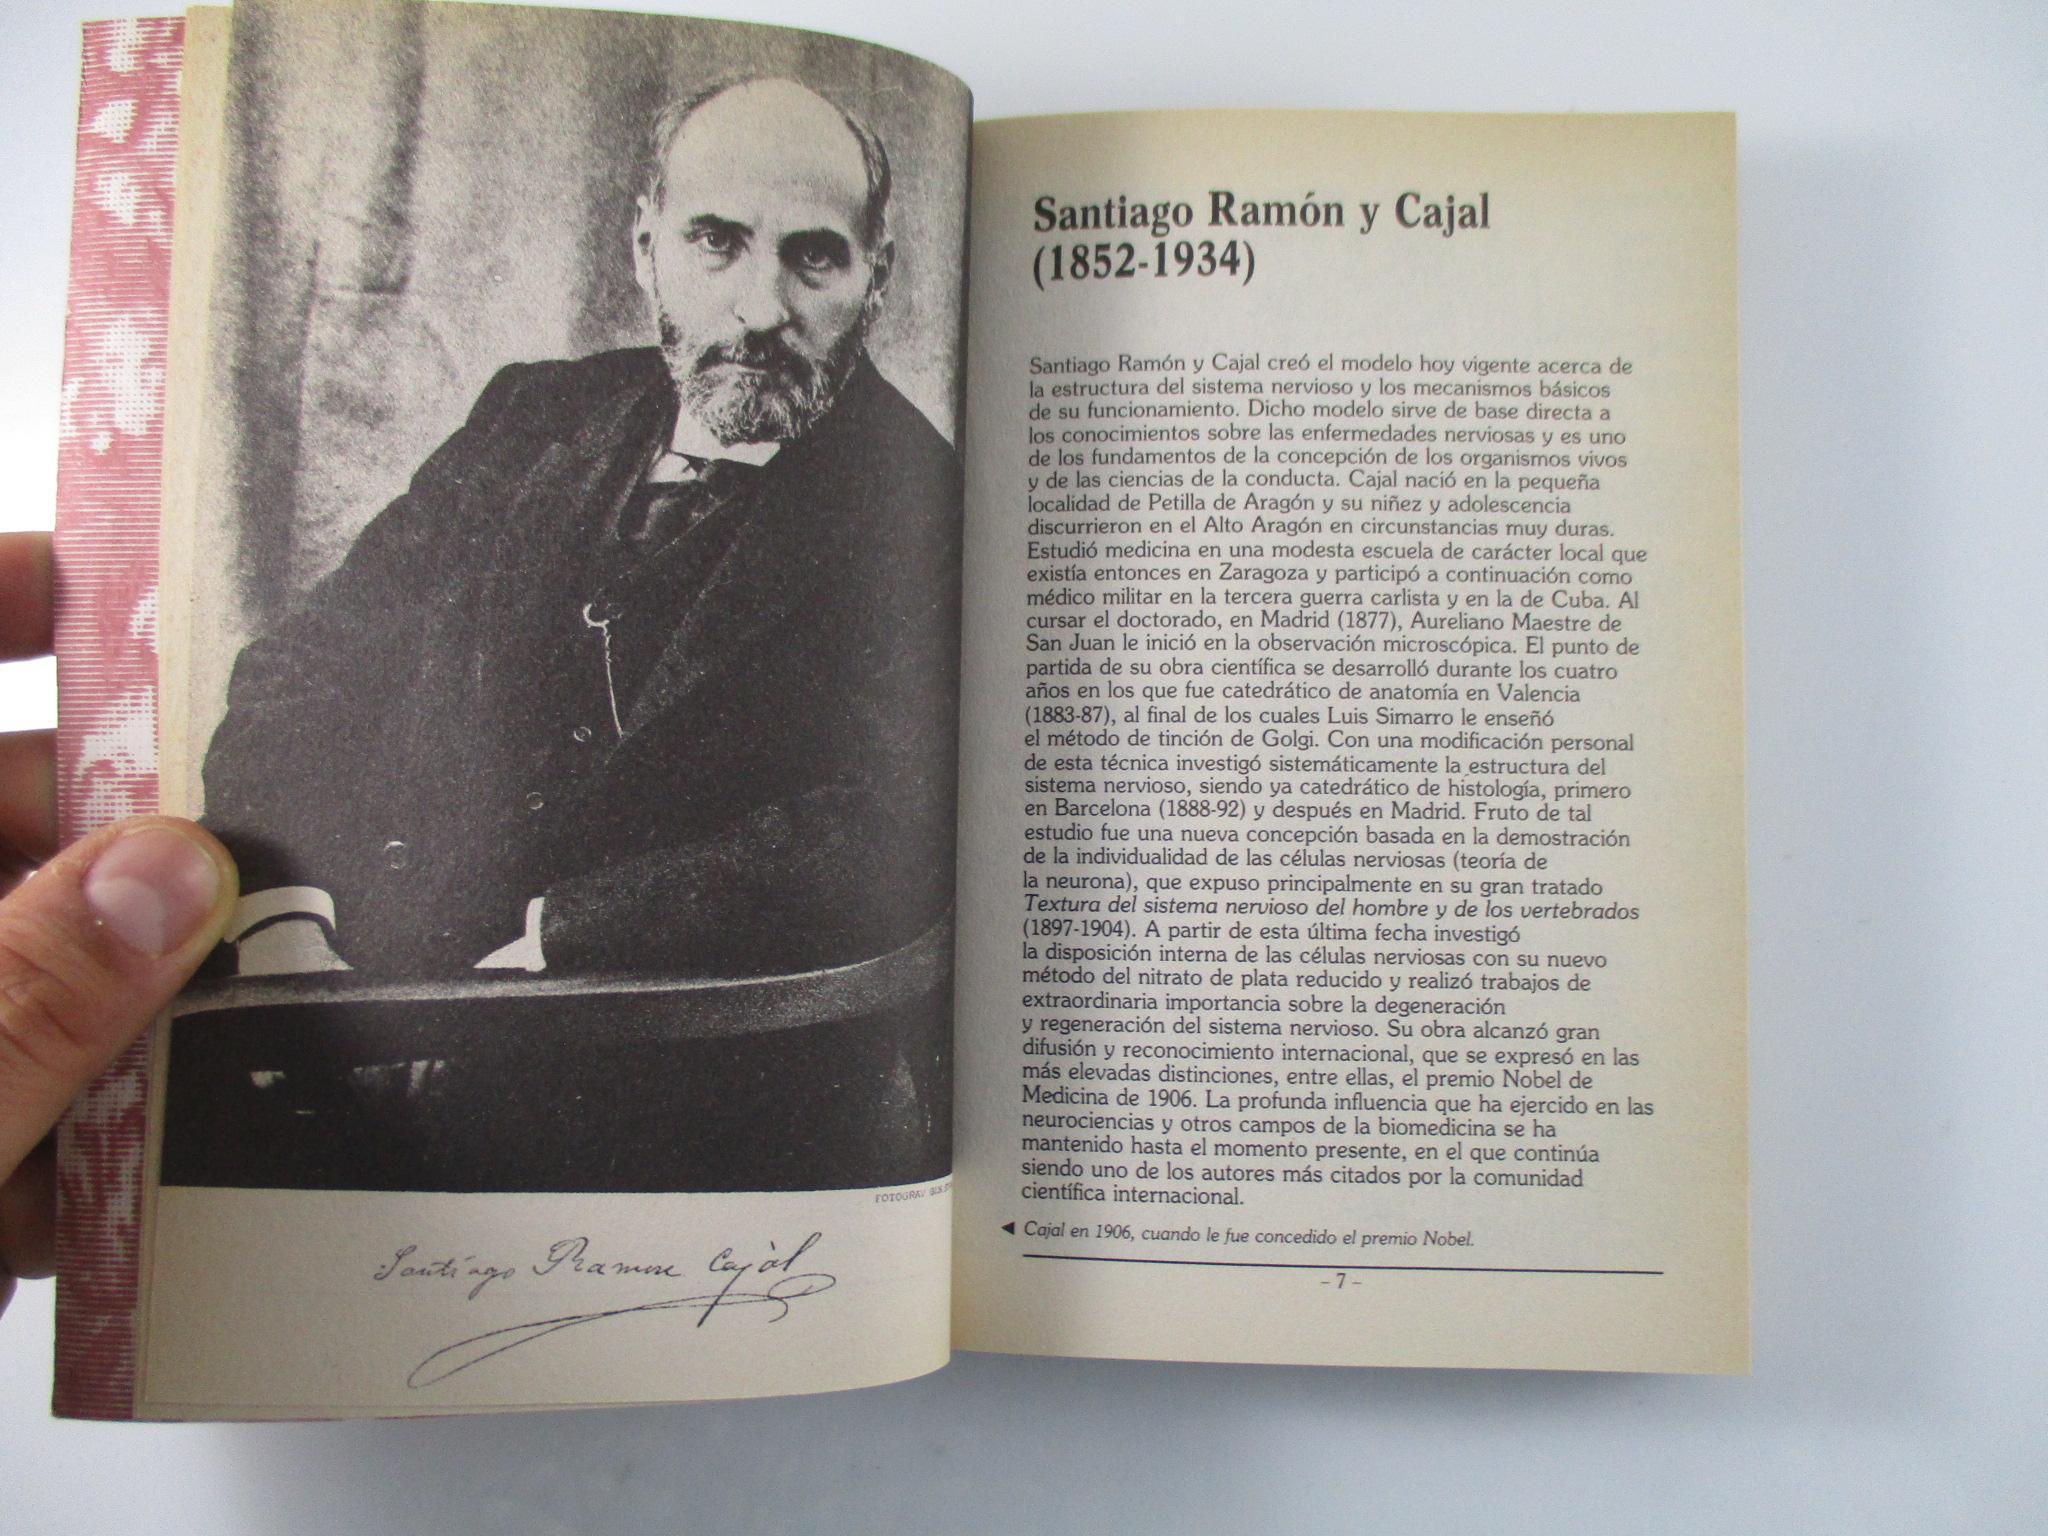 FOTOGRAV
Santiago Ramon Cajal
Santiago Ramón y Cajal
(1852-1934)
Santiago Ramón y Cajal creó el modelo hoy vigente acerca de
la estructura del sistema nervioso y los mecanismos básicos
de su funcionamiento. Dicho modelo sirve de base directa a
los conocimientos sobre las enfermedades nerviosas y es uno
de los fundamentos de la concepción de los organismos vivos
y de las ciencias de la conducta. Cajal nació en la pequeña
localidad de Petilla de Aragón y su niñez y adolescencia
discurrieron en el Alto Aragón en circunstancias muy duras.
Estudió medicina en una modesta escuela de carácter local que
existía entonces en Zaragoza y participó a continuación como
médico militar en la tercera guerra carlista y en la de Cuba. Al
cursar el doctorado, en Madrid (1877), Aureliano Maestre de
San Juan le inició en la observación microscópica. El punto de
partida de su obra científica se desarrolló durante los cuatro
años en los que fue catedrático de anatomía en Valencia
(1883-87), al final de los cuales Luis Simarro le enseñó
el método de tinción de Golgi. Con una modificación personal
de esta técnica investigó sistemáticamente la estructura del
sistema nervioso, siendo ya catedrático de histología, primero
en Barcelona (1888-92) y después en Madrid. Fruto de tal
estudio fue una nueva concepción basada en la demostración
de la individualidad de las células nerviosas (teoría de
la neurona), que expuso principalmente en su gran tratado
Textura del sistema nervioso del hombre y de los vertebrados
(1897-1904). A partir de esta última fecha investigó
la disposición interna de las células nerviosas con su nuevo
método del nitrato de plata reducido y realizó trabajos de
extraordinaria importancia sobre la degeneración
y regeneración del sistema nervioso. Su obra alcanzó gran
difusión y reconocimiento internacional, que se expresó en las
más elevadas distinciones, entre ellas, el premio Nobel de
Medicina de 1906. La profunda influencia que ha ejercido en las
neurociencias y otros campos de la biomedicina se ha
mantenido hasta el momento presente, en el que continúa
siendo uno de los autores más citados por la comunidad
científica internacional.
◄ Cajal en 1906, cuando le fue concedido el premio Nobel.
– 7 –